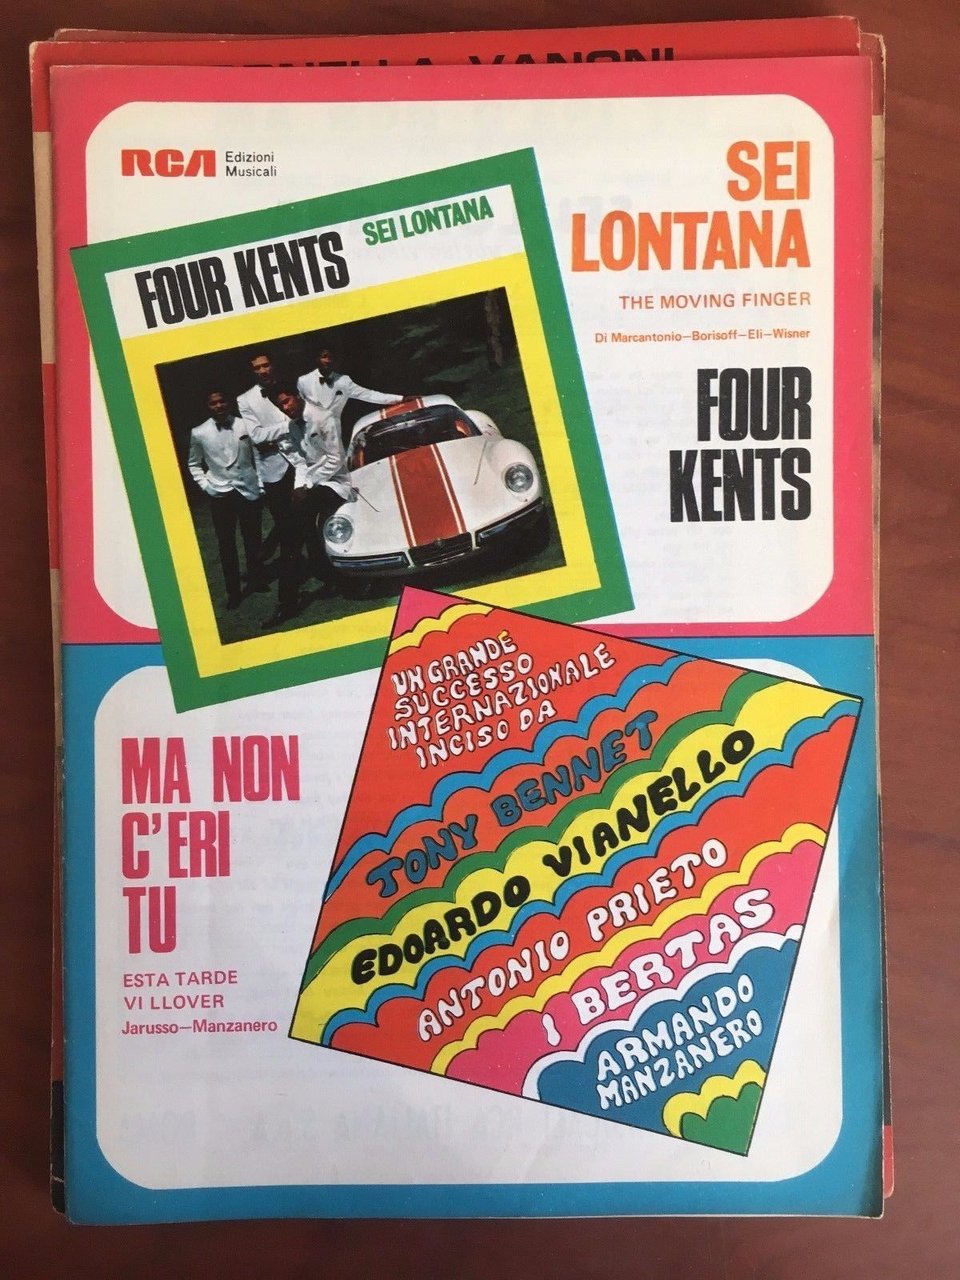 VANONI
RCA Edizioni
Musicali
SEI
LONTANA
THE MOVING FINGER
Di Marcantonio-Borisoff-Eli-Wisner
FOUR
KENTS
FOUR KENTS SEI LONTANA
UN GRANDE
SUCCESSO
INTERNAZIONALE
INCISO DA
TONY BENNET
EDOARDO VIANELLO
ANTONIO PRIETO
I BERTAS
ARMANDO
MANZANERO
MA NON
C'ERI
TU
ESTA TARDE
VI LLOVER
Jarusso-Manzanero